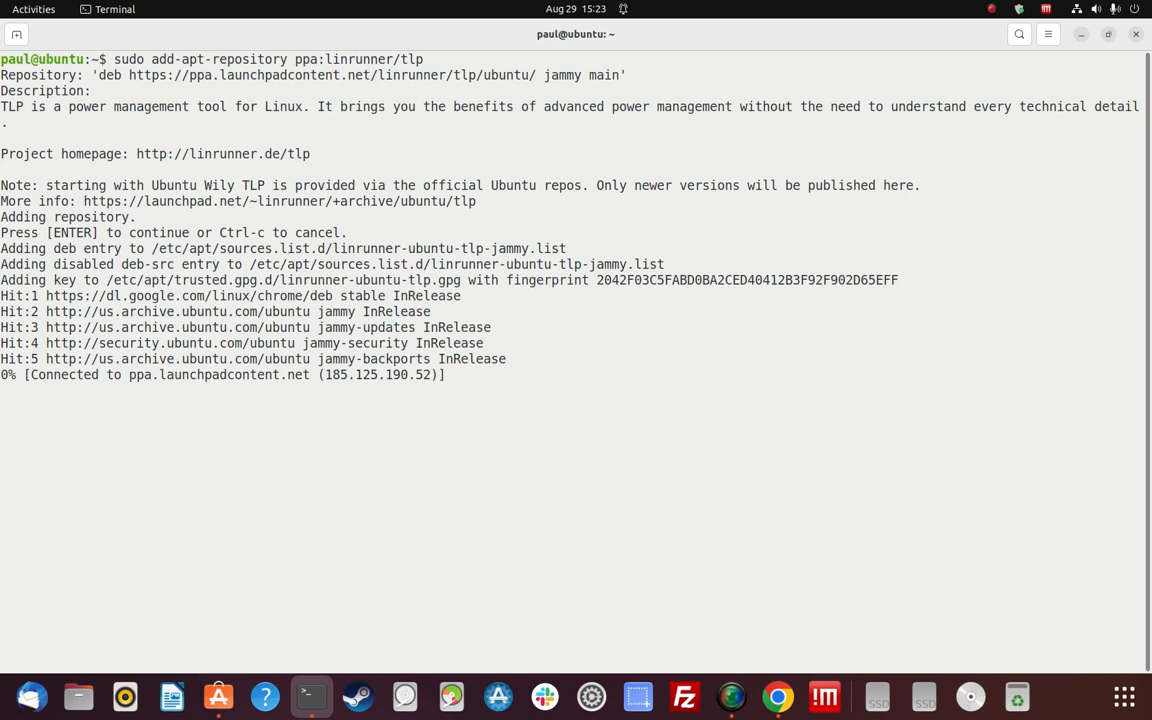 Activities Terminal Aug 29 15:23
paul@ubuntu: ~
paul@ubuntu:~$ sudo add-apt-repository ppa:linrunner/tlp
Repository: 'deb https://ppa.launchpadcontent.net/linrunner/tlp/ubuntu/ jammy main'
Description:
TLP is a power management tool for Linux. It brings you the benefits of advanced power management without the need to understand every technical detail
.
Project homepage: http://linrunner.de/tlp
Note: starting with Ubuntu Wily TLP is provided via the official Ubuntu repos. Only newer versions will be published here.
More info: https://launchpad.net/~linrunner/+archive/ubuntu/tlp
Adding repository.
Press [ENTER] to continue or Ctrl-c to cancel.
Adding deb entry to /etc/apt/sources.list.d/linrunner-ubuntu-tlp-jammy.list
Adding disabled deb-src entry to /etc/apt/sources.list.d/linrunner-ubuntu-tlp-jammy.list
Adding key to /etc/apt/trusted.gpg.d/linrunner-ubuntu-tlp.gpg with fingerprint 2042F03C5FABD0BA2CED40412B3F92F902D65EFF
Hit:1 https://dl.google.com/linux/chrome/deb stable InRelease
Hit:2 http://us.archive.ubuntu.com/ubuntu jammy InRelease
Hit:3 http://us.archive.ubuntu.com/ubuntu jammy-updates InRelease
Hit:4 http://security.ubuntu.com/ubuntu jammy-security InRelease
Hit:5 http://us.archive.ubuntu.com/ubuntu jammy-backports InRelease
0% [Connected to ppa.launchpadcontent.net (185.125.190.52)]
>_ ? Fz !M SSD SSD